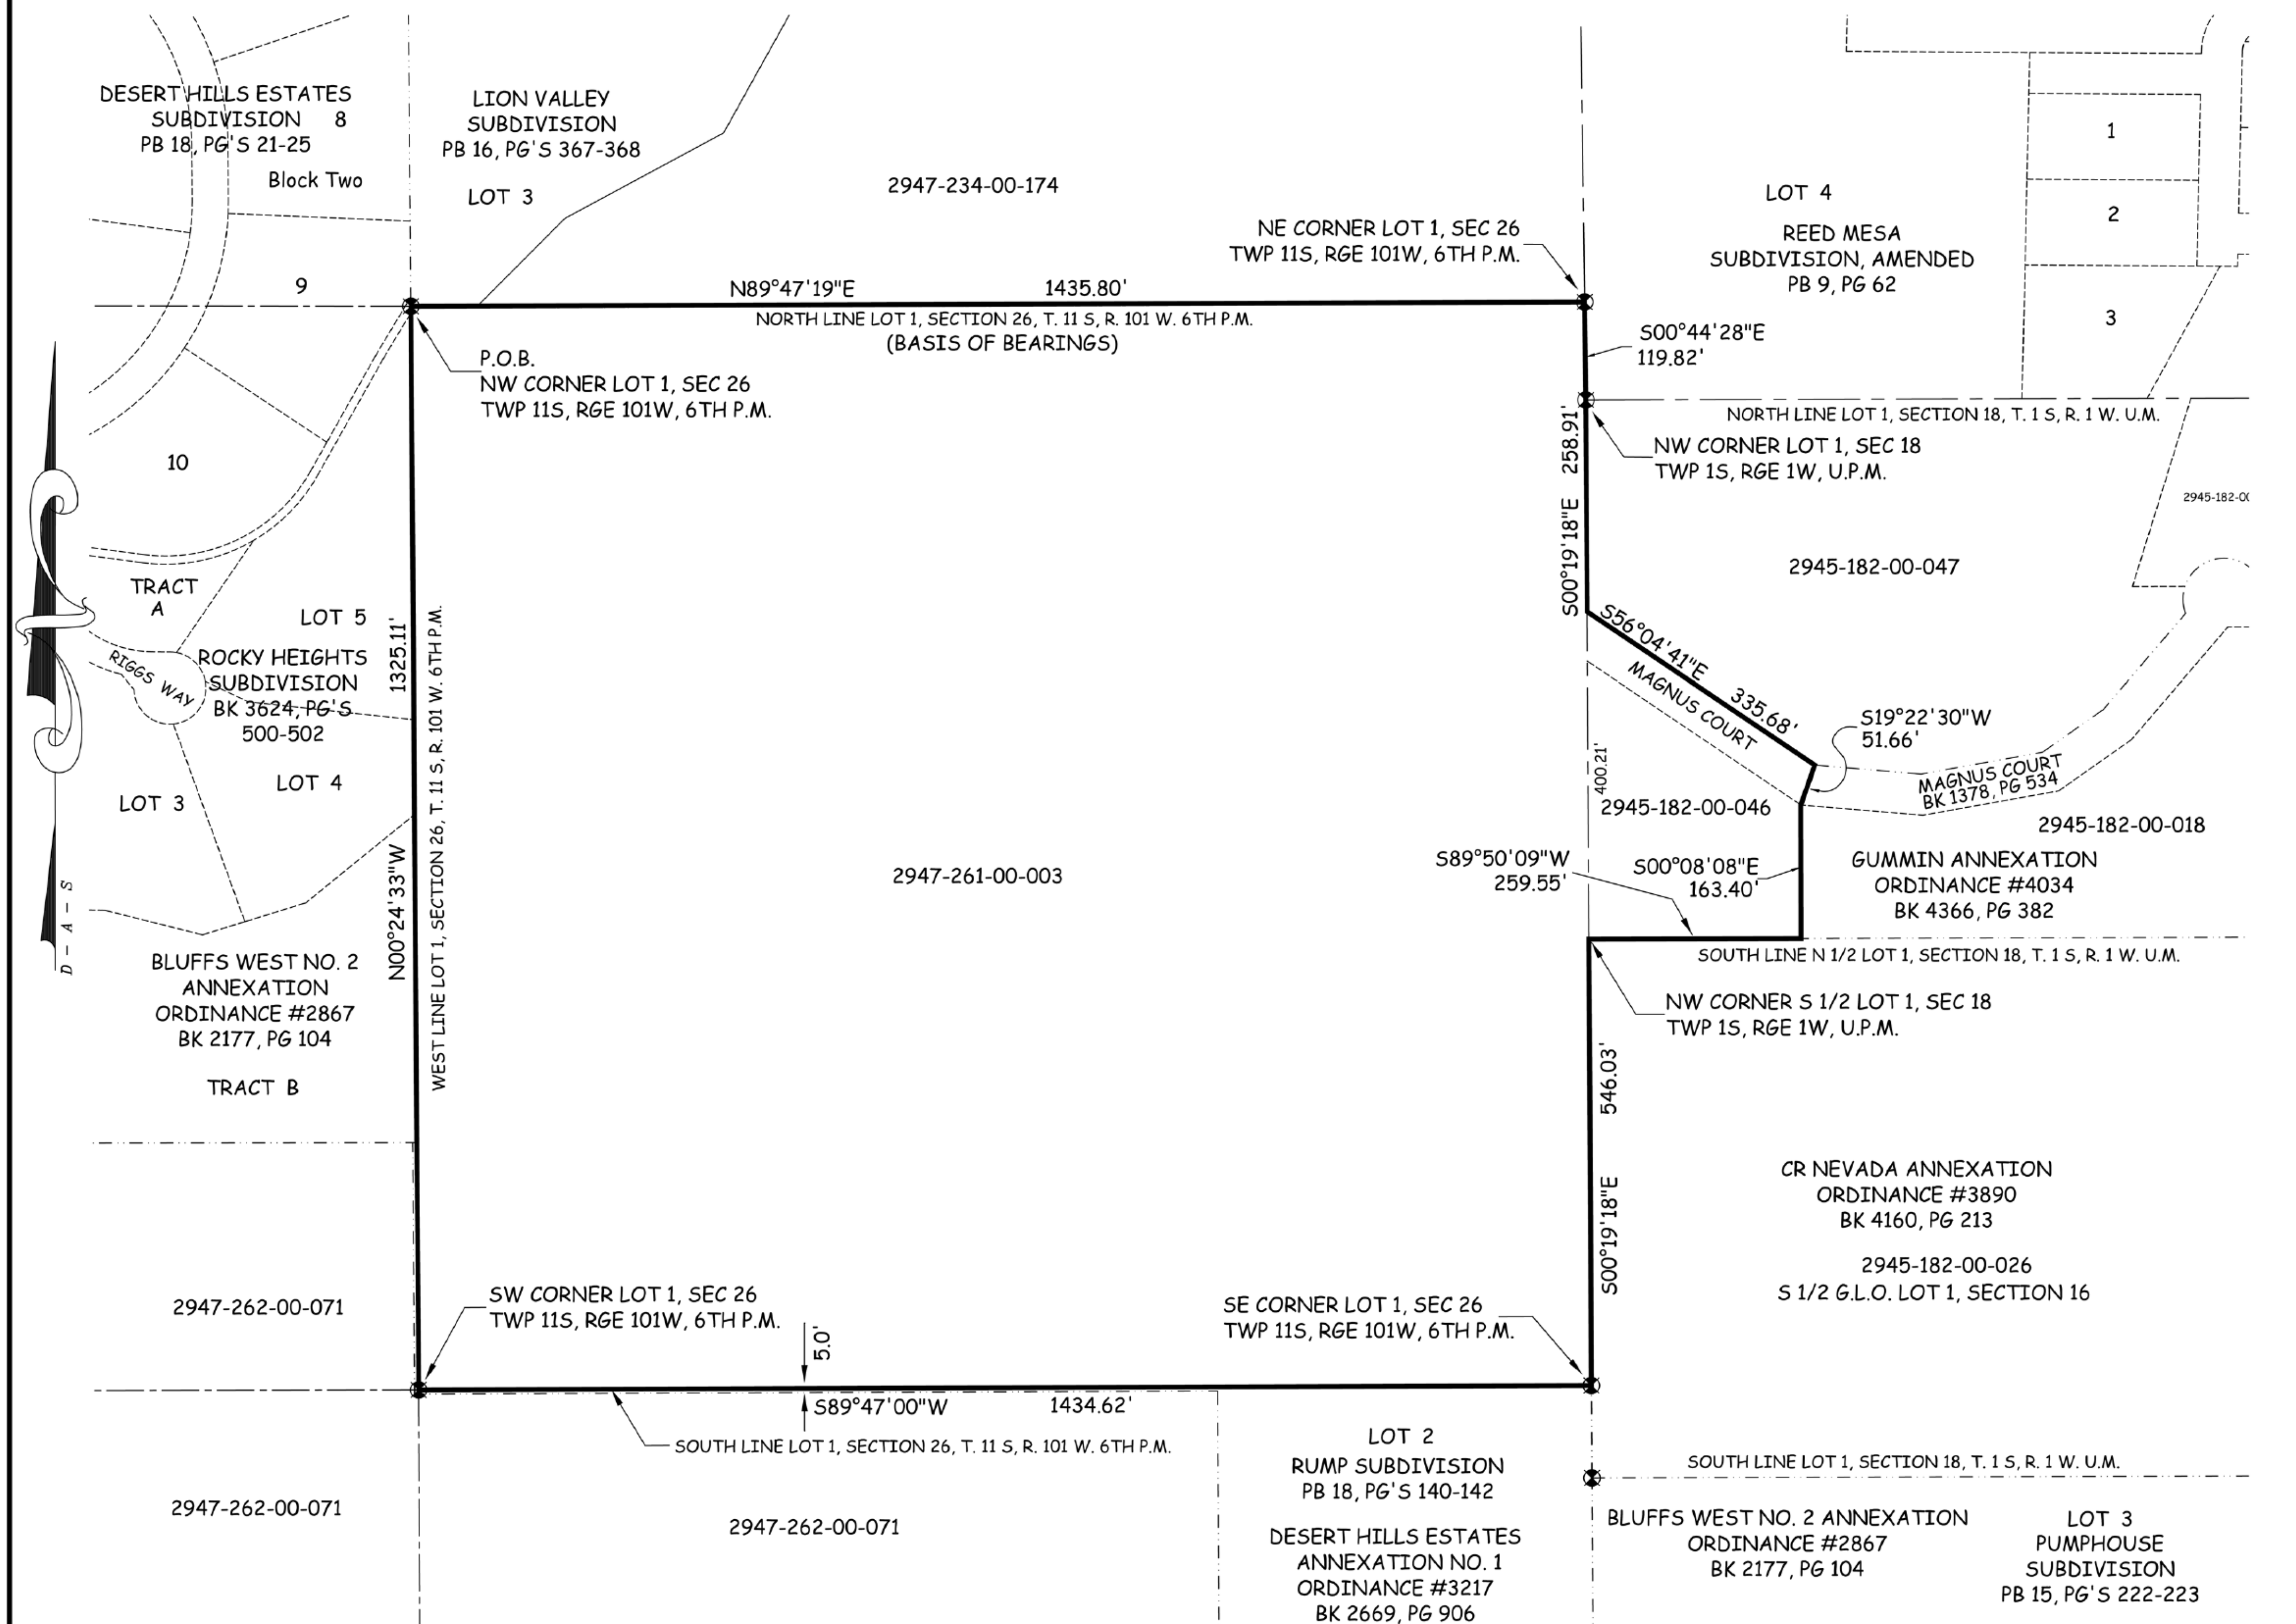 DESERT HILLS ESTATES
SUBDIVISION 8
PB 18, PG'S 21-25
Block Two
9
10
LION VALLEY
SUBDIVISION
PB 16, PG'S 367-368
LOT 3
2947-234-00-174
NE CORNER LOT 1, SEC 26
TWP 11S, RGE 101W, 6TH P.M.
LOT 4
REED MESA
SUBDIVISION, AMENDED
PB 9, PG 62
1
2
3
N89°47'19"E 1435.80'
NORTH LINE LOT 1, SECTION 26, T. 11 S, R. 101 W. 6TH P.M.
(BASIS OF BEARINGS)
P.O.B.
NW CORNER LOT 1, SEC 26
TWP 11S, RGE 101W, 6TH P.M.
S00°44'28"E
119.82'
NORTH LINE LOT 1, SECTION 18, T. 1 S, R. 1 W. U.M.
NW CORNER LOT 1, SEC 18
TWP 1S, RGE 1W, U.P.M.
S00°19'18"E 258.91'
2945-182-00
2945-182-00-047
TRACT
A
LOT 5
ROCKY HEIGHTS
SUBDIVISION
BK 3624, PG'S
500-502
RIGGS WAY
LOT 4
LOT 3
N00°24'33"W 1325.11'
WEST LINE LOT 1, SECTION 26, T. 11 S, R. 101 W. 6TH P.M.
D - A - S
S56°04'41"E 335.68'
MAGNUS COURT
S19°22'30"W
51.66'
MAGNUS COURT
BK 1378, PG 534
400.21'
2945-182-00-046
2945-182-00-018
2947-261-00-003
S89°50'09"W
259.55'
S00°08'08"E
163.40'
GUMMIN ANNEXATION
ORDINANCE #4034
BK 4366, PG 382
SOUTH LINE N 1/2 LOT 1, SECTION 18, T. 1 S, R. 1 W. U.M.
BLUFFS WEST NO. 2
ANNEXATION
ORDINANCE #2867
BK 2177, PG 104
TRACT B
NW CORNER S 1/2 LOT 1, SEC 18
TWP 1S, RGE 1W, U.P.M.
S00°19'18"E 546.03'
CR NEVADA ANNEXATION
ORDINANCE #3890
BK 4160, PG 213
2945-182-00-026
S 1/2 G.L.O. LOT 1, SECTION 16
2947-262-00-071
SW CORNER LOT 1, SEC 26
TWP 11S, RGE 101W, 6TH P.M.
5.0'
SE CORNER LOT 1, SEC 26
TWP 11S, RGE 101W, 6TH P.M.
S89°47'00"W 1434.62'
SOUTH LINE LOT 1, SECTION 26, T. 11 S, R. 101 W. 6TH P.M.
2947-262-00-071
2947-262-00-071
LOT 2
RUMP SUBDIVISION
PB 18, PG'S 140-142
DESERT HILLS ESTATES
ANNEXATION NO. 1
ORDINANCE #3217
BK 2669, PG 906
SOUTH LINE LOT 1, SECTION 18, T. 1 S, R. 1 W. U.M.
BLUFFS WEST NO. 2 ANNEXATION
ORDINANCE #2867
BK 2177, PG 104
LOT 3
PUMPHOUSE
SUBDIVISION
PB 15, PG'S 222-223